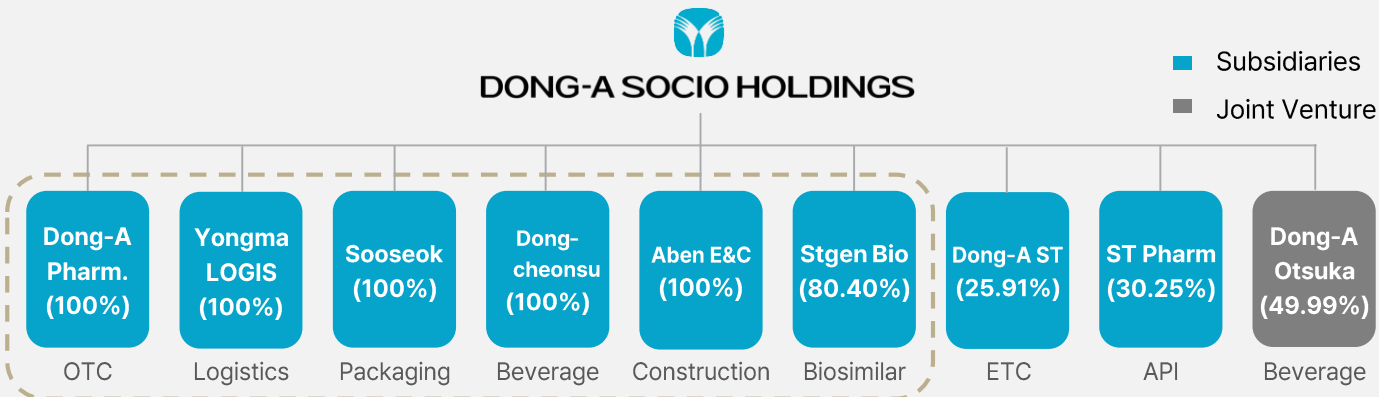 DONG-A SOCIO HOLDINGS
Subsidiaries
Joint Venture
Dong-A
Pharm.
(100%)
OTC
Yongma
LOGIS
(100%)
Logistics
Sooseok
(100%)
Packaging
Dong-
cheonsu
(100%)
Beverage
Aben E&C
(100%)
Construction
Stgen Bio
(80.40%)
Biosimilar
Dong-A ST
(25.91%)
ETC
ST Pharm
(30.25%)
API
Dong-A
Otsuka
(49.99%)
Beverage